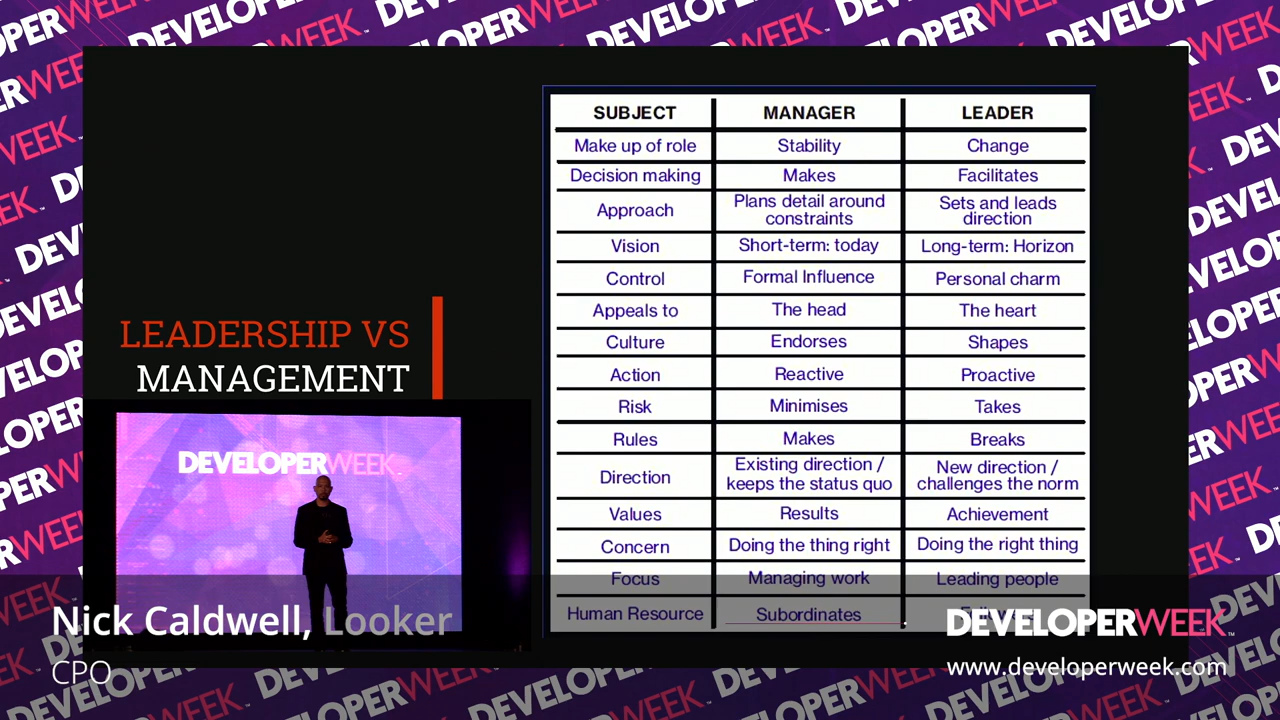 LEADERSHIP VS
MANAGEMENT
SUBJECT MANAGER LEADER
Make up of role Stability Change
Decision making Makes Facilitates
Approach Plans detail around constraints Sets and leads direction
Vision Short-term: today Long-term: Horizon
Control Formal Influence Personal charm
Appeals to The head The heart
Culture Endorses Shapes
Action Reactive Proactive
Risk Minimises Takes
Rules Makes Breaks
Direction Existing direction / keeps the status quo New direction / challenges the norm
Values Results Achievement
Concern Doing the thing right Doing the right thing
Focus Managing work Leading people
Human Resource Subordinates
DEVELOPERWEEK
Nick Caldwell, Looker
CPO
DEVELOPERWEEK™
www.developerweek.com